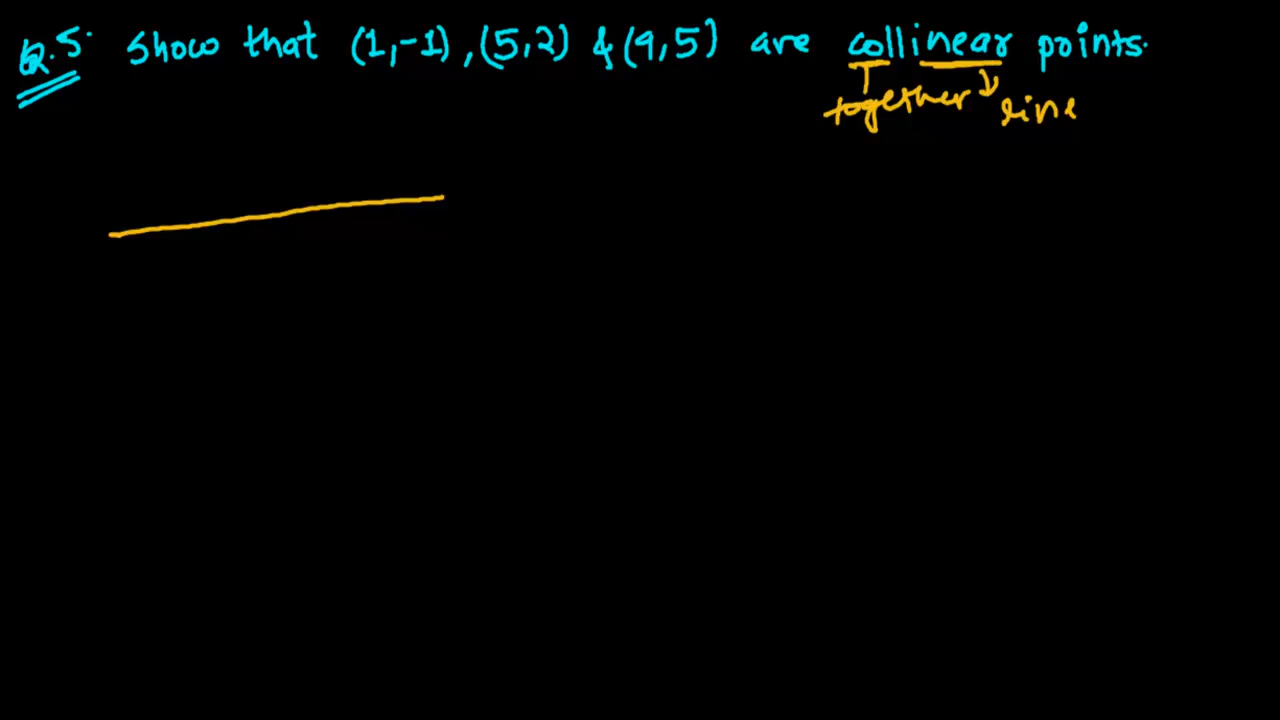 Q.5. Show that (1,-1), (5,2) & (9,5) are collinear points.
together line